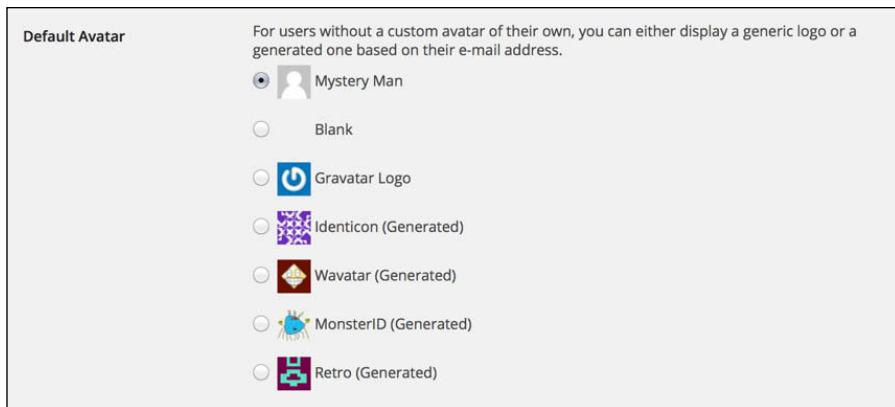 Default Avatar
For users without a custom avatar of their own, you can either display a generic logo or a
generated one based on their e-mail address.
Mystery Man
Blank
Gravatar Logo
Identicon (Generated)
Wavatar (Generated)
MonsterID (Generated)
Retro (Generated)